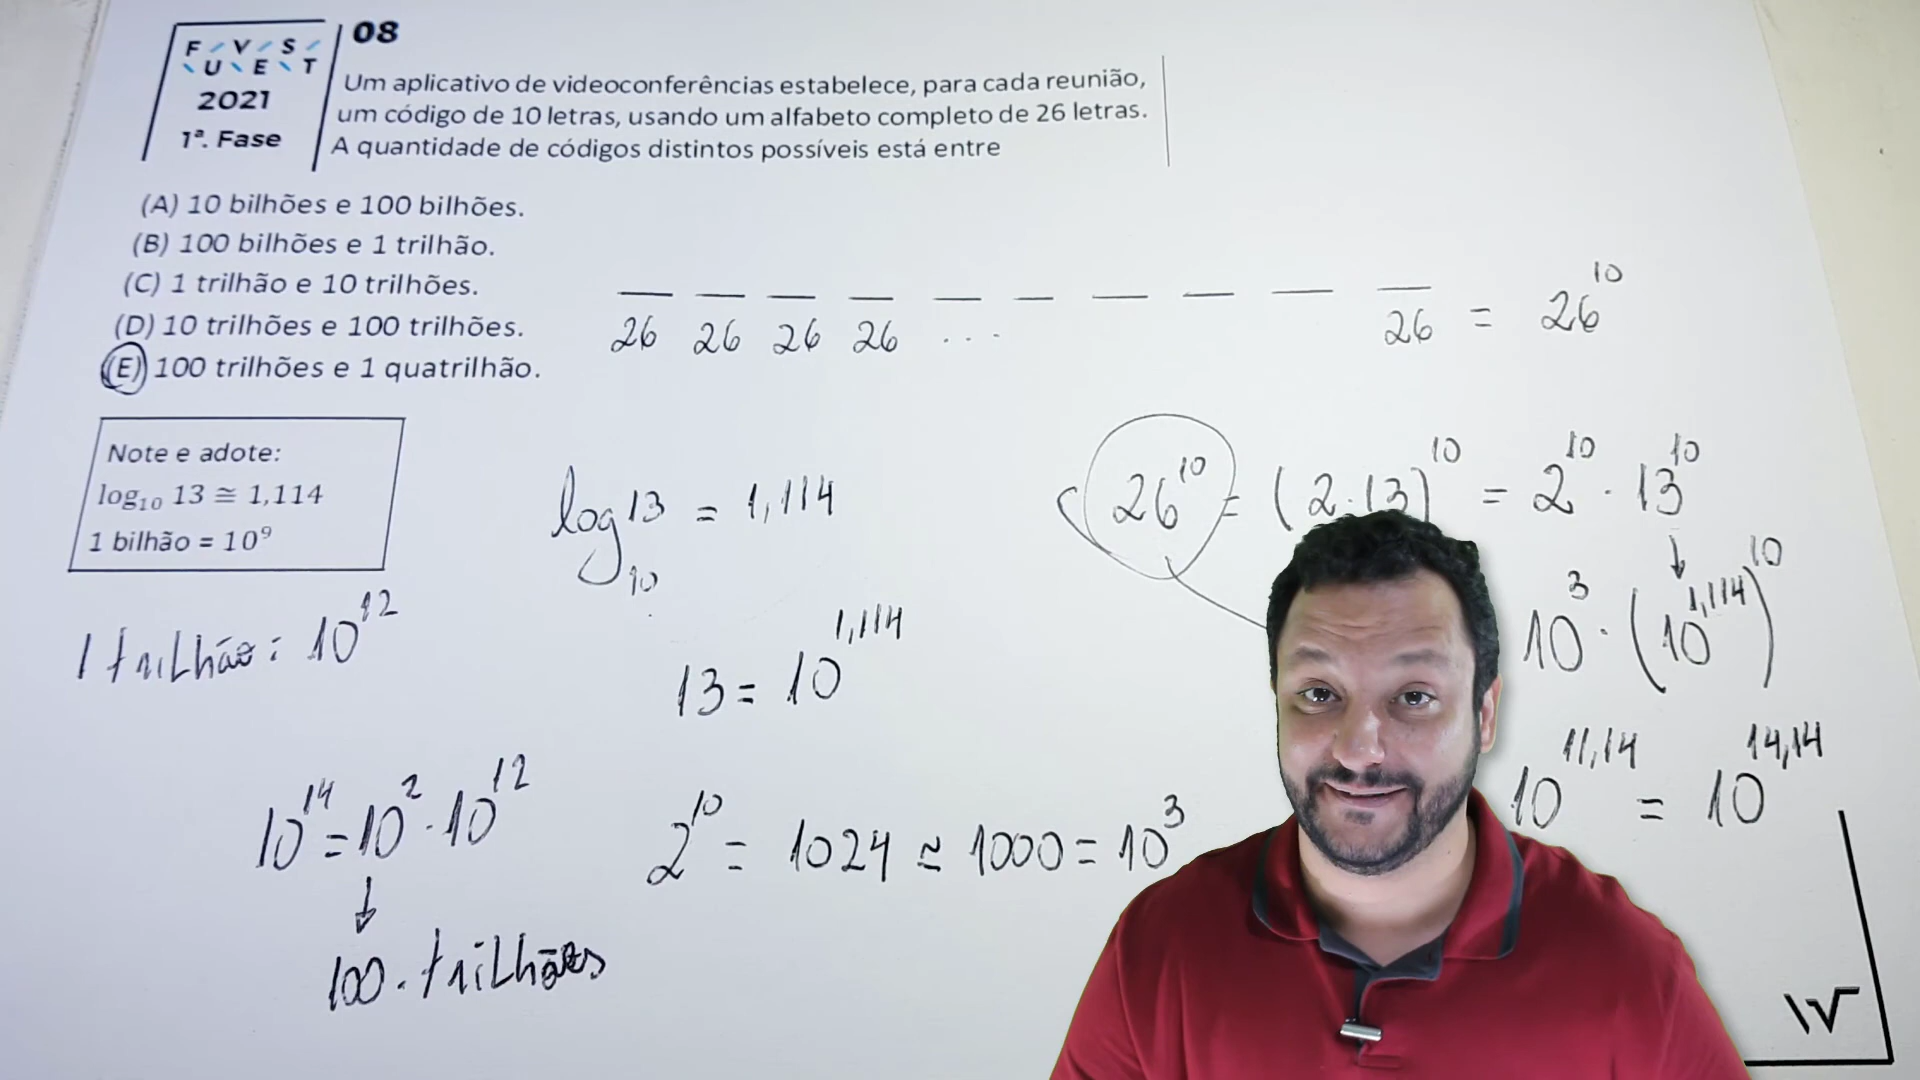 FUVEST
2021
1ª. Fase
08
Um aplicativo de videoconferências estabelece, para cada reunião,
um código de 10 letras, usando um alfabeto completo de 26 letras.
A quantidade de códigos distintos possíveis está entre
(A) 10 bilhões e 100 bilhões.
(B) 100 bilhões e 1 trilhão.
(C) 1 trilhão e 10 trilhões.
(D) 10 trilhões e 100 trilhões.
(E) 100 trilhões e 1 quatrilhão.
26 26 26 26 ... 26 = 26^10
Note e adote:
log₁₀ 13 ≅ 1,114
1 bilhão = 10⁹
1 trilhão: 10^12
log₁₀ 13 = 1,114
13 = 10^1,114
26^10 = (2.13)^10 = 2^10 . 13^10
10^3 . (10^1,114)^10
10^11,14 = 10^14,14
10^14 = 10^2 . 10^12
100 . trilhões
2^10 = 1024 ≃ 1000 = 10^3